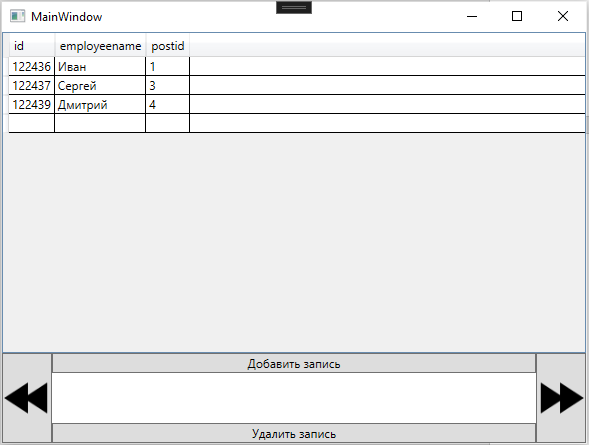 MainWindow
id employeename postid
122436 Иван 1
122437 Сергей 3
122439 Дмитрий 4
Добавить запись
Удалить запись